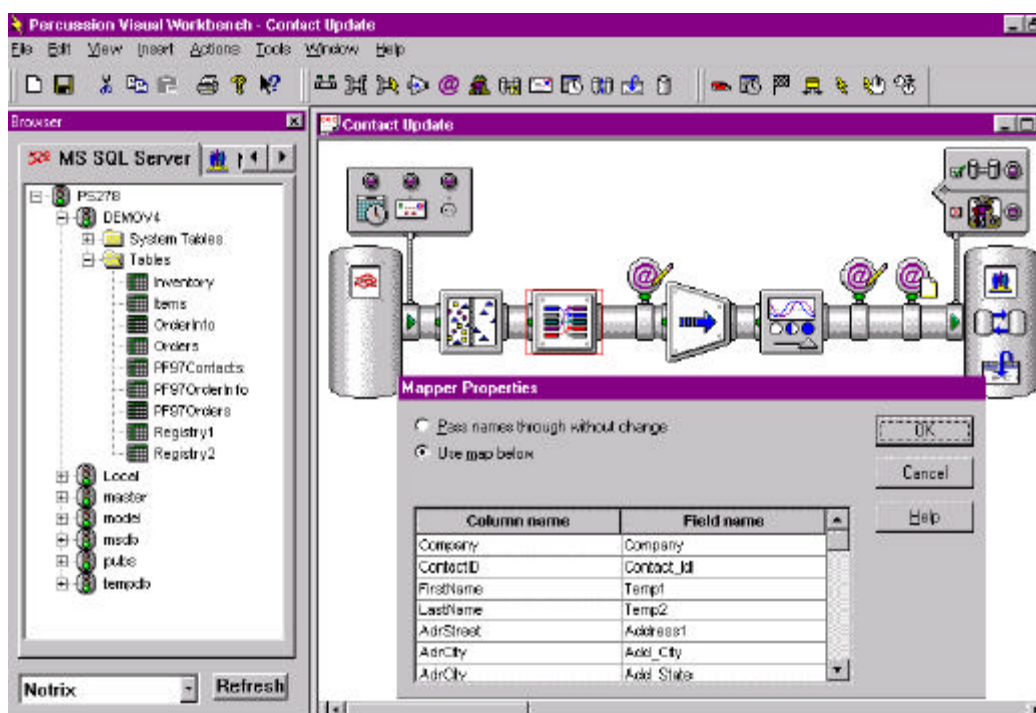 Percussion Visual Workbench - Contact Update
File Edit View Insert Actions Tools Window Help
Browser
MS SQL Server
PS278
DEMOV4
System Tables
Tables
Inventory
Items
OrderInfo
Orders
PF97Contacts
PF97OrderInfo
PF97Orders
Registry1
Registry2
Local
master
model
msdb
pubs
tempdb
Notrix
Refresh
Contact Update
Mapper Properties
Pass names through without change
Use map below
OK
Cancel
Help
Column name Field name
Company Company
ContactID Contact_Id
FirstName Temp1
LastName Temp2
AdrStreet Address1
AdrCity Add_City
AdrCity Add_State